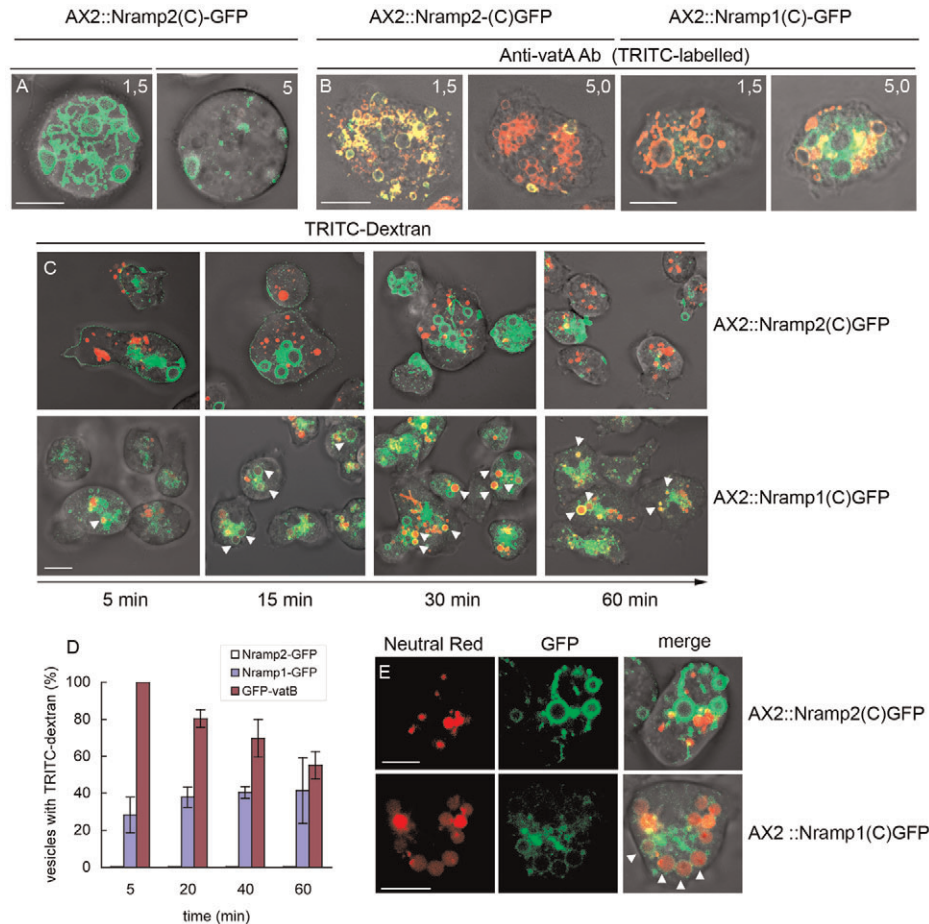 AX2::Nramp2(C)-GFP AX2::Nramp2-(C)GFP AX2::Nramp1(C)-GFP
Anti-vatA Ab (TRITC-labelled)
A 1,5 5 B 1,5 5,0 1,5 5,0
TRITC-Dextran
C
AX2::Nramp2(C)GFP
AX2::Nramp1(C)GFP
5 min 15 min 30 min 60 min
D
Nramp2-GFP
Nramp1-GFP
GFP-vatB
vesicles with TRITC-dextran (%)
100
80
60
40
20
0
5 20 40 60
time (min)
Neutral Red GFP merge
E
AX2::Nramp2(C)GFP
AX2 ::Nramp1(C)GFP